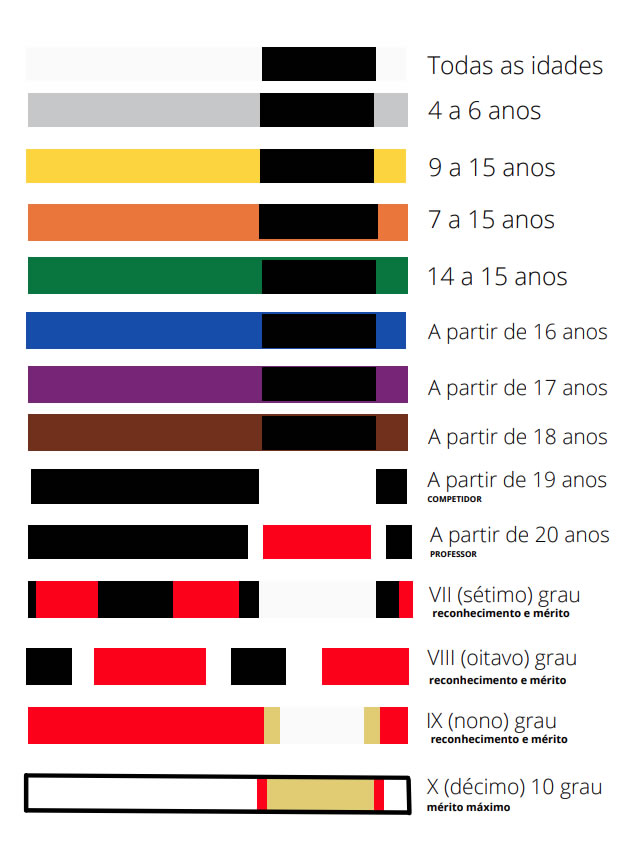 Todas as idades
4 a 6 anos
9 a 15 anos
7 a 15 anos
14 a 15 anos
A partir de 16 anos
A partir de 17 anos
A partir de 18 anos
A partir de 19 anos
COMPETIDOR
A partir de 20 anos
PROFESSOR
VII (sétimo) grau
reconhecimento e mérito
VIII (oitavo) grau
reconhecimento e mérito
IX (nono) grau
reconhecimento e mérito
X (décimo) 10 grau
mérito máximo